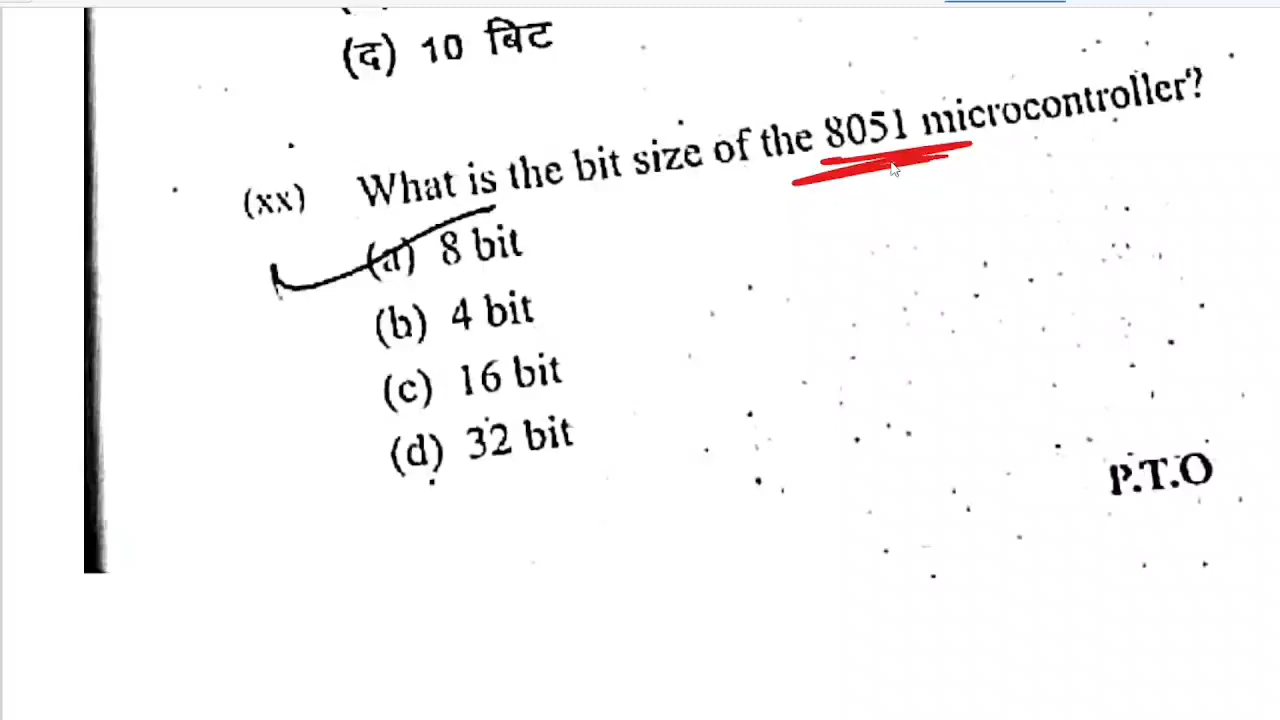 (द) 10 बिट
(xx) What is the bit size of the 8051 microcontroller?
(a) 8 bit
(b) 4 bit
(c) 16 bit
(d) 32 bit
P.T.O